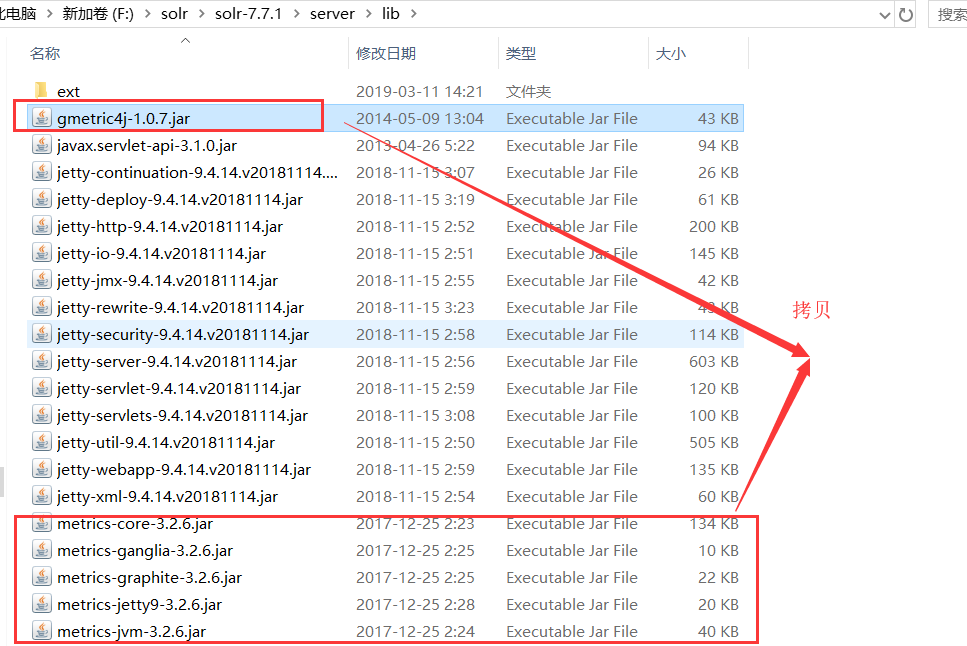 此电脑 › 新加卷 (F:) › solr › solr-7.7.1 › server › lib › 搜索
名称 修改日期 类型 大小
ext 2019-03-11 14:21 文件夹
gmetric4j-1.0.7.jar 2014-05-09 13:04 Executable Jar File 43 KB
javax.servlet-api-3.1.0.jar 2013-04-26 5:22 Executable Jar File 94 KB
jetty-continuation-9.4.14.v20181114.... 2018-11-15 3:07 Executable Jar File 26 KB
jetty-deploy-9.4.14.v20181114.jar 2018-11-15 3:19 Executable Jar File 61 KB
jetty-http-9.4.14.v20181114.jar 2018-11-15 2:52 Executable Jar File 200 KB
jetty-io-9.4.14.v20181114.jar 2018-11-15 2:51 Executable Jar File 145 KB
jetty-jmx-9.4.14.v20181114.jar 2018-11-15 2:55 Executable Jar File 42 KB
jetty-rewrite-9.4.14.v20181114.jar 2018-11-15 3:23 Executable Jar File 43 KB
拷贝
jetty-security-9.4.14.v20181114.jar 2018-11-15 2:58 Executable Jar File 114 KB
jetty-server-9.4.14.v20181114.jar 2018-11-15 2:56 Executable Jar File 603 KB
jetty-servlet-9.4.14.v20181114.jar 2018-11-15 2:59 Executable Jar File 120 KB
jetty-servlets-9.4.14.v20181114.jar 2018-11-15 3:08 Executable Jar File 100 KB
jetty-util-9.4.14.v20181114.jar 2018-11-15 2:50 Executable Jar File 505 KB
jetty-webapp-9.4.14.v20181114.jar 2018-11-15 2:59 Executable Jar File 135 KB
jetty-xml-9.4.14.v20181114.jar 2018-11-15 2:54 Executable Jar File 60 KB
metrics-core-3.2.6.jar 2017-12-25 2:23 Executable Jar File 134 KB
metrics-ganglia-3.2.6.jar 2017-12-25 2:25 Executable Jar File 10 KB
metrics-graphite-3.2.6.jar 2017-12-25 2:25 Executable Jar File 22 KB
metrics-jetty9-3.2.6.jar 2017-12-25 2:28 Executable Jar File 20 KB
metrics-jvm-3.2.6.jar 2017-12-25 2:24 Executable Jar File 40 KB